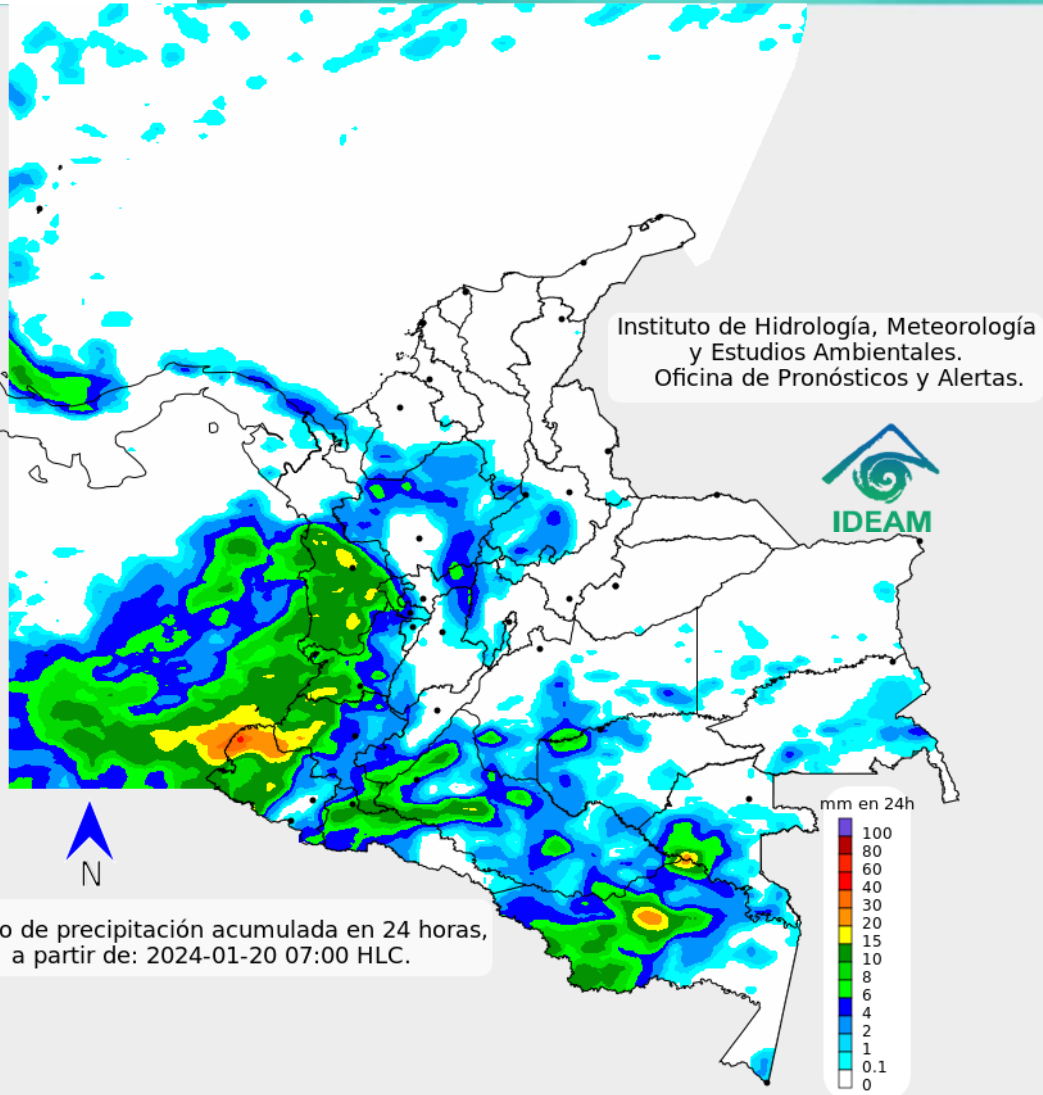 Instituto de Hidrología, Meteorología
y Estudios Ambientales.
Oficina de Pronósticos y Alertas.
IDEAM
mm en 24h
100
80
60
40
30
20
15
10
8
6
4
2
1
0.1
0
N
o de precipitación acumulada en 24 horas,
a partir de: 2024-01-20 07:00 HLC.